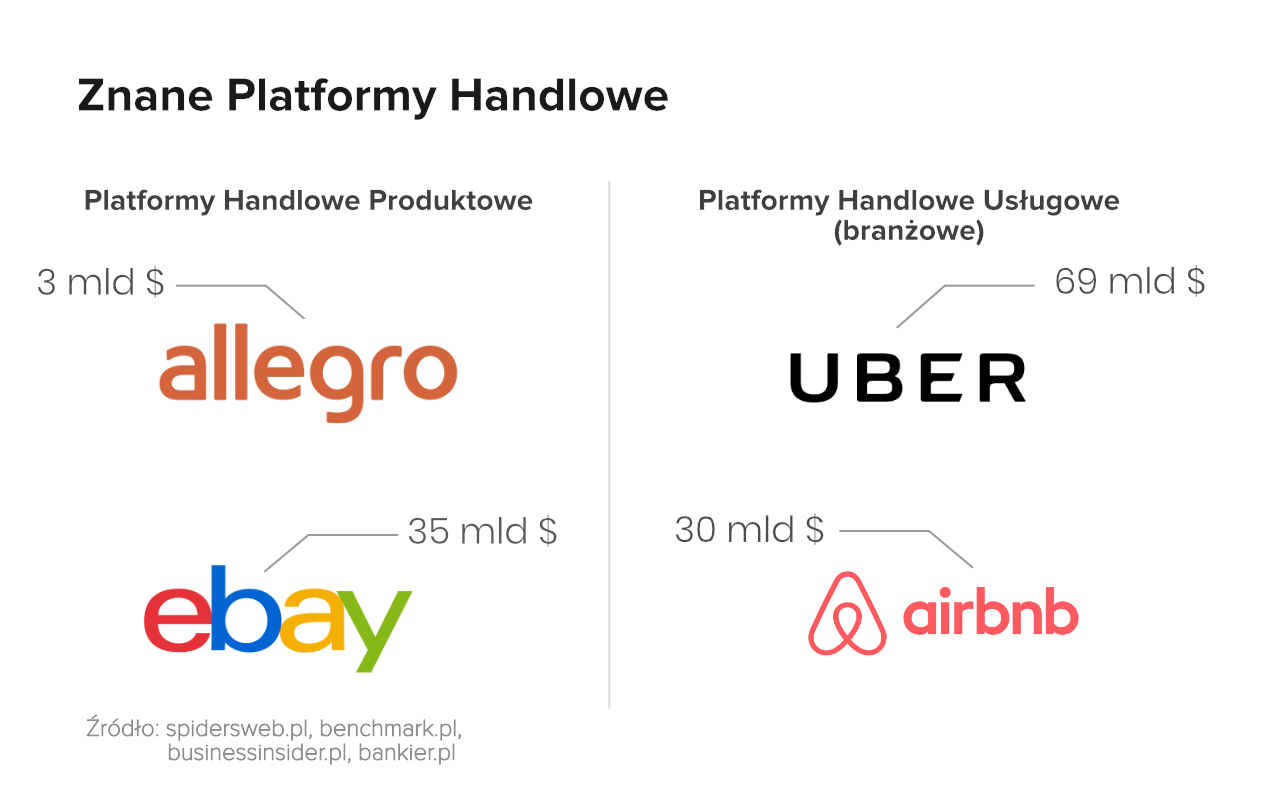 Znane Platformy Handlowe
Platformy Handlowe Produktowe
3 mld $
allegro
35 mld $
ebay
Platformy Handlowe Usługowe
(branżowe)
69 mld $
UBER
30 mld $
airbnb
Źródło: spidersweb.pl, benchmark.pl,
businessinsider.pl, bankier.pl